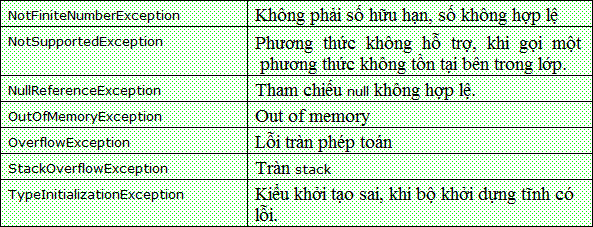 NotFiniteNumberException Không phải số hữu hạn, số không hợp lệ
NotSupportedException Phương thức không hỗ trợ, khi gọi một
phương thức không tồn tại bên trong lớp.
NullReferenceException Tham chiếu null không hợp lệ.
OutOfMemoryException Out of memory
OverflowException Lỗi tràn phép toán
StackOverflowException Tràn stack
TypeInitializationException Kiểu khởi tạo sai, khi bộ khởi dựng tĩnh có
lỗi.